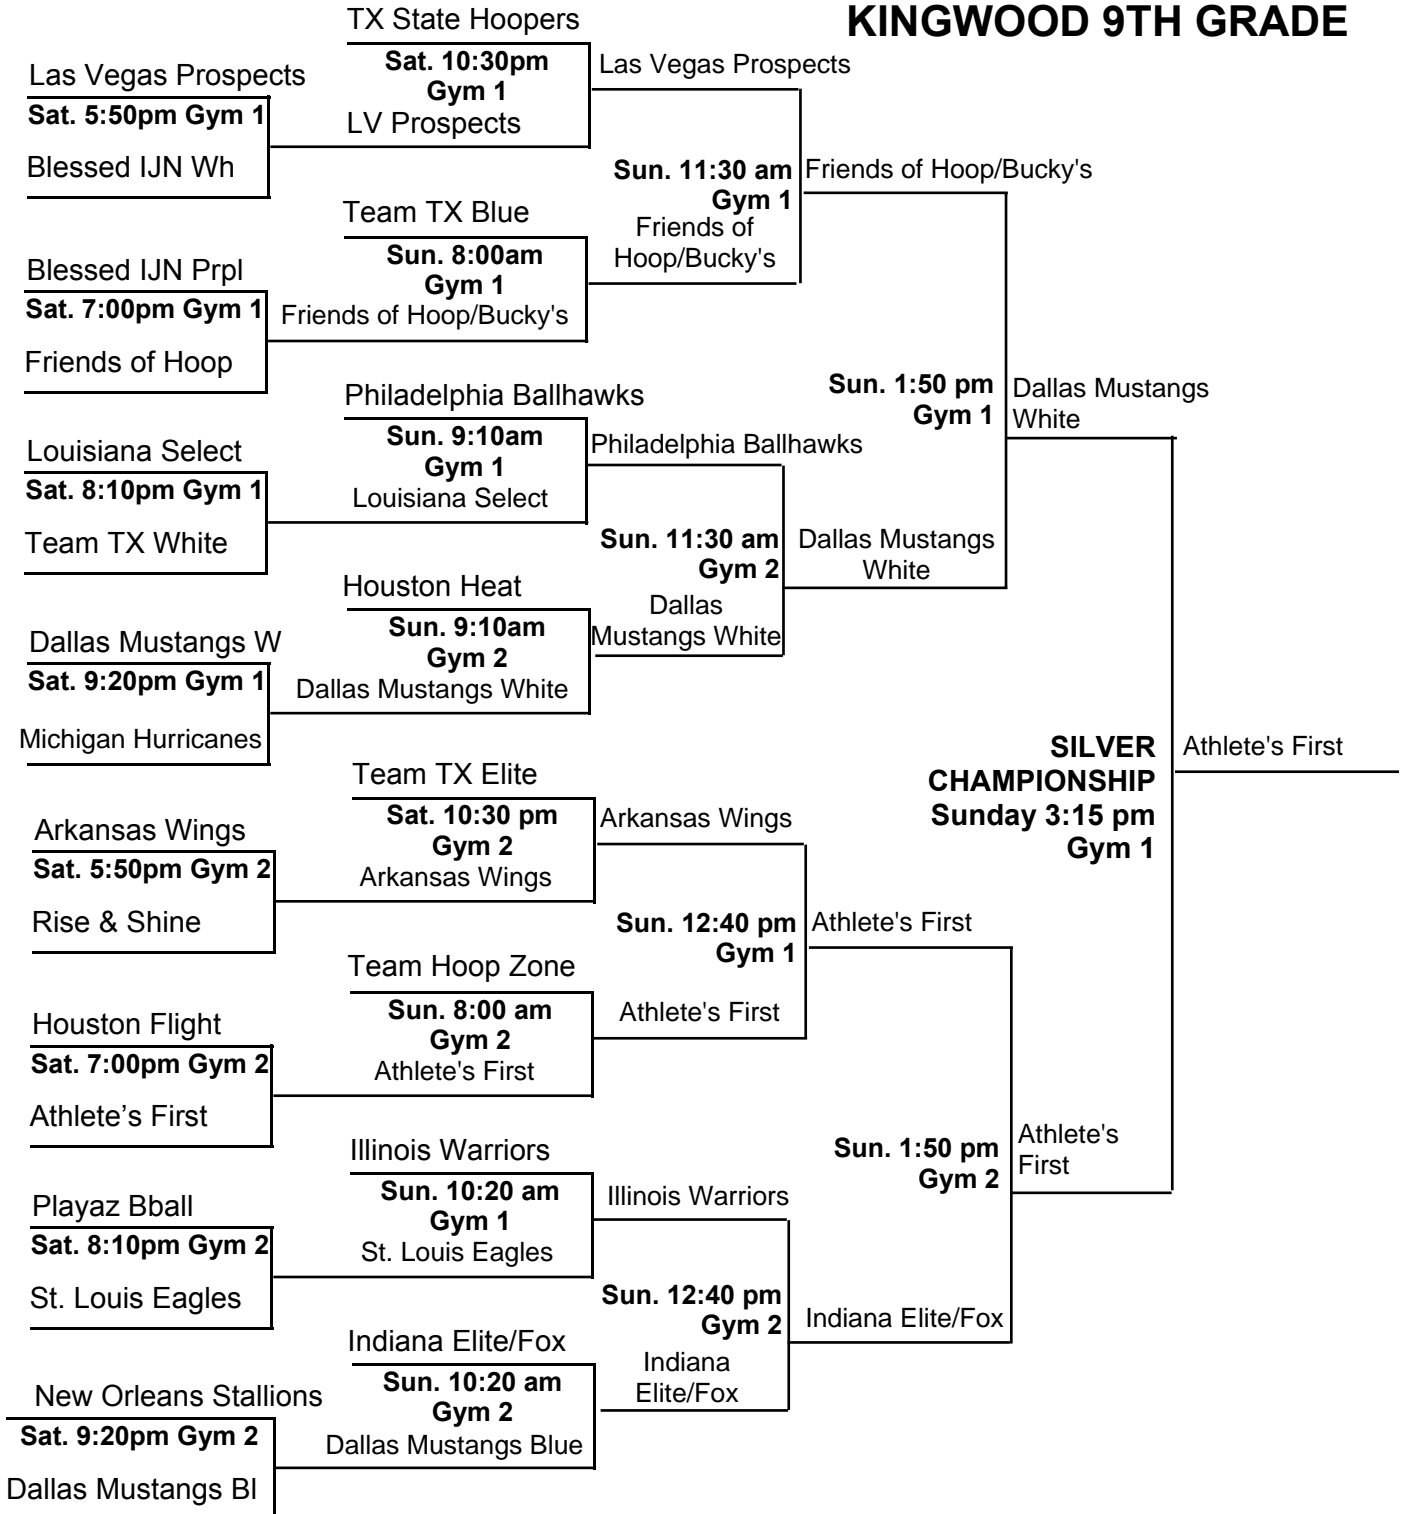 KINGWOOD 9TH GRADE
Las Vegas Prospects
Sat. 5:50pm Gym 1
Blessed IJN Wh
Blessed IJN Prpl
Sat. 7:00pm Gym 1
Friends of Hoop
Louisiana Select
Sat. 8:10pm Gym 1
Team TX White
Dallas Mustangs W
Sat. 9:20pm Gym 1
Michigan Hurricanes
Arkansas Wings
Sat. 5:50pm Gym 2
Rise & Shine
Houston Flight
Sat. 7:00pm Gym 2
Athlete’s First
Playaz Bball
Sat. 8:10pm Gym 2
St. Louis Eagles
New Orleans Stallions
Sat. 9:20pm Gym 2
Dallas Mustangs Bl
TX State Hoopers
Sat. 10:30pm
Gym 1
LV Prospects
Team TX Blue
Sun. 8:00am
Gym 1
Friends of Hoop/Bucky's
Philadelphia Ballhawks
Sun. 9:10am
Gym 1
Louisiana Select
Houston Heat
Sun. 9:10am
Gym 2
Dallas Mustangs White
Team TX Elite
Sat. 10:30 pm
Gym 2
Arkansas Wings
Team Hoop Zone
Sun. 8:00 am
Gym 2
Athlete's First
Illinois Warriors
Sun. 10:20 am
Gym 1
St. Louis Eagles
Indiana Elite/Fox
Sun. 10:20 am
Gym 2
Dallas Mustangs Blue
Las Vegas Prospects
Sun. 11:30 am
Gym 1
Friends of
Hoop/Bucky's
Philadelphia Ballhawks
Sun. 11:30 am
Gym 2
Dallas
Mustangs White
Arkansas Wings
Sun. 12:40 pm
Gym 1
Athlete's First
Illinois Warriors
Sun. 12:40 pm
Gym 2
Indiana
Elite/Fox
Friends of Hoop/Bucky's
Sun. 1:50 pm
Gym 1
Dallas Mustangs
White
Athlete's First
Sun. 1:50 pm
Gym 2
Indiana Elite/Fox
Dallas Mustangs
White
SILVER
CHAMPIONSHIP
Sunday 3:15 pm
Gym 1
Athlete's
First
Athlete's First